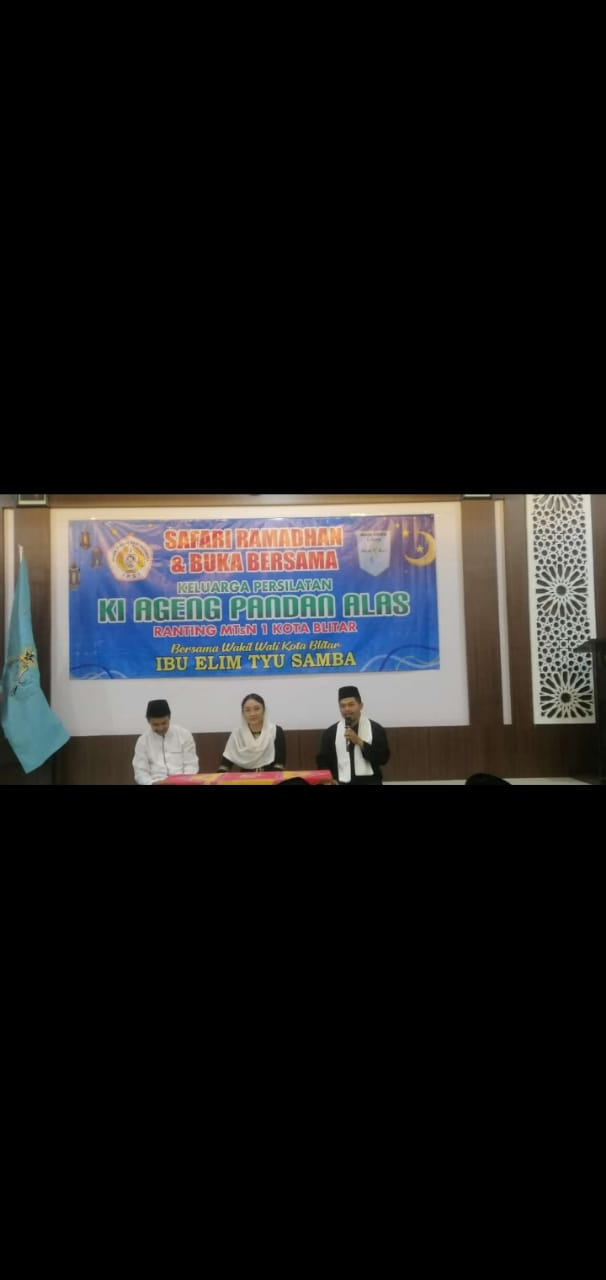 SAFARI RAMADHAN
& BUKA BERSAMA
KELUARGA PERSILATAN
KI AGENG PANDAN ALAS
RANTING MTsN 1 KOTA BLITAR
Bersama Wakil Wali Kota Blitar
IBU ELIM TYU SAMBA